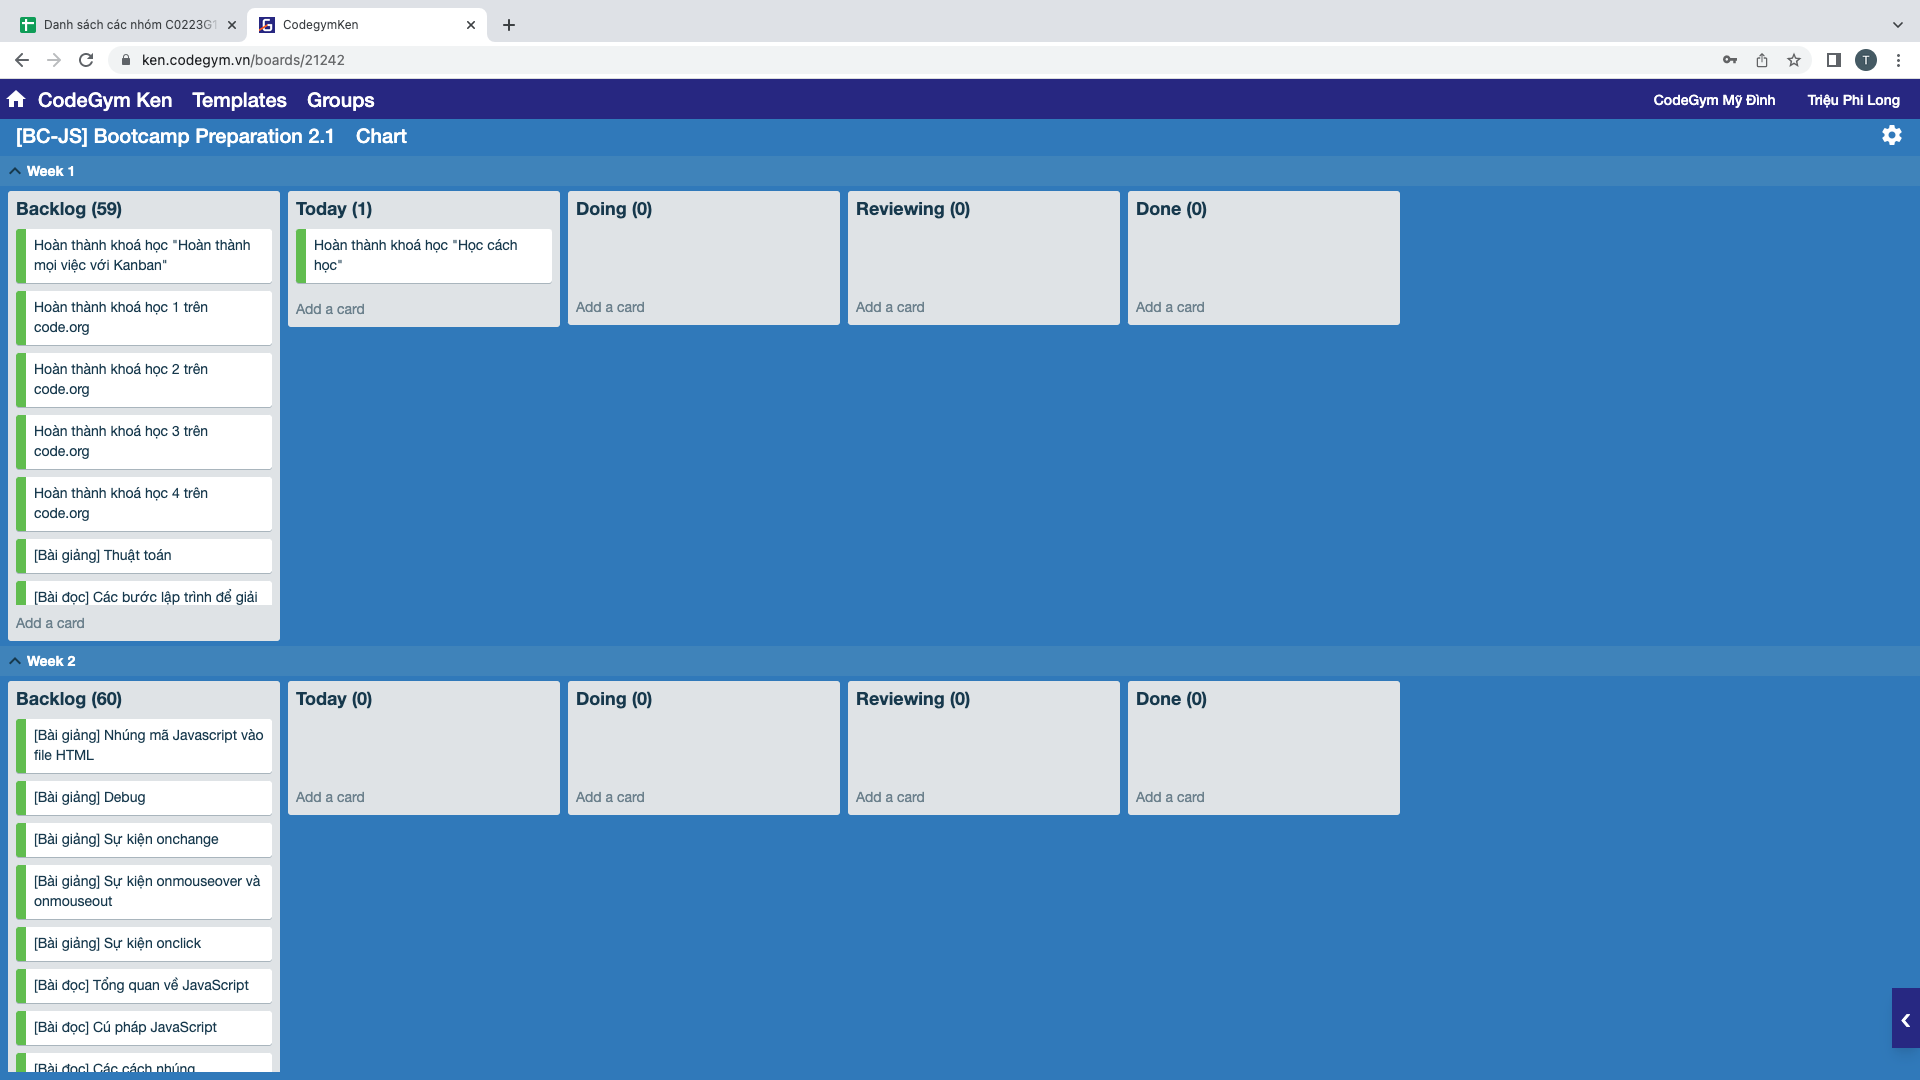 Danh sách các nhóm C0223G1
CodegymKen
ken.codegym.vn/boards/21242
T
CodeGym Ken Templates Groups
CodeGym Mỹ Đình Triệu Phi Long
[BC-JS] Bootcamp Preparation 2.1 Chart
Week 1
Backlog (59)
Hoàn thành khoá học "Hoàn thành
mọi việc với Kanban"
Hoàn thành khoá học 1 trên
code.org
Hoàn thành khoá học 2 trên
code.org
Hoàn thành khoá học 3 trên
code.org
Hoàn thành khoá học 4 trên
code.org
[Bài giảng] Thuật toán
[Bài đọc] Các bước lập trình để giải
Add a card
Today (1)
Hoàn thành khoá học "Học cách
học"
Add a card
Doing (0)
Add a card
Reviewing (0)
Add a card
Done (0)
Add a card
Week 2
Backlog (60)
[Bài giảng] Nhúng mã Javascript vào
file HTML
[Bài giảng] Debug
[Bài giảng] Sự kiện onchange
[Bài giảng] Sự kiện onmouseover và
onmouseout
[Bài giảng] Sự kiện onclick
[Bài đọc] Tổng quan về JavaScript
[Bài đọc] Cú pháp JavaScript
[Bài đọc] Các cách nhúng
Today (0)
Add a card
Doing (0)
Add a card
Reviewing (0)
Add a card
Done (0)
Add a card